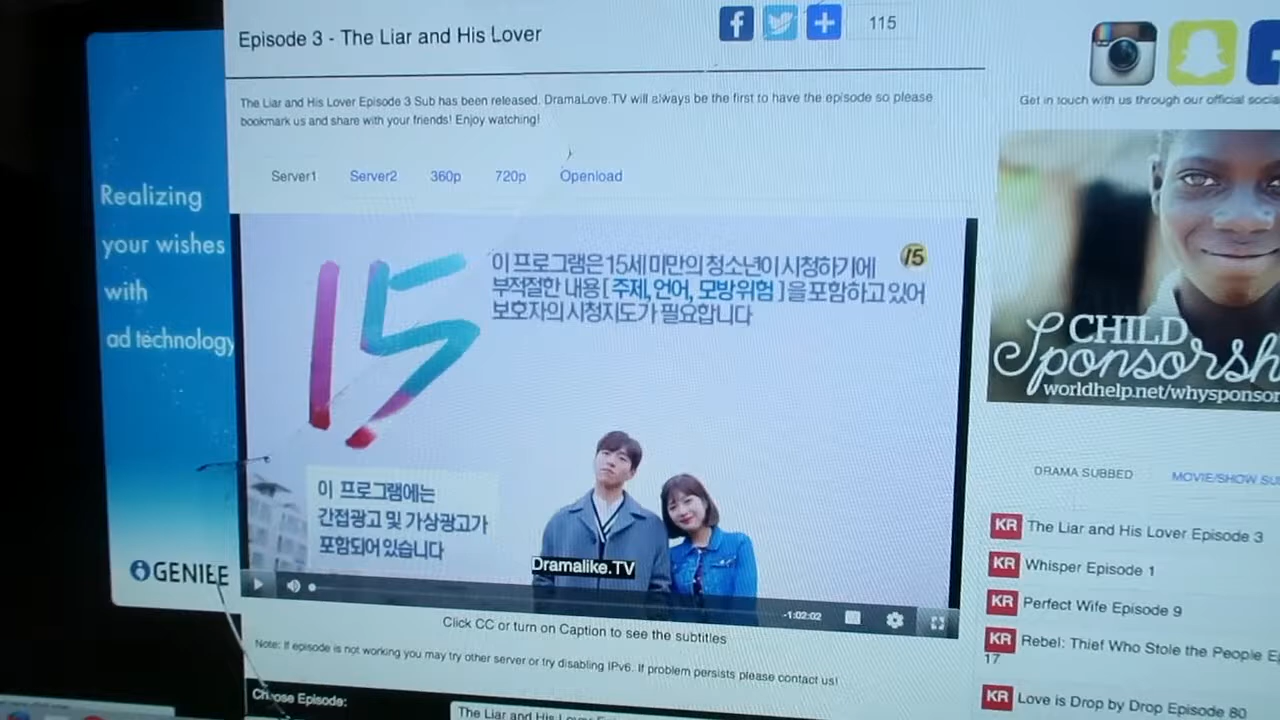 Episode 3 - The Liar and His Lover
115
The Liar and His Lover Episode 3 Sub has been released. DramaLove.TV will always be the first to have the episode so please
bookmark us and share with your friends! Enjoy watching!
Server1 Server2 360p 720p Openload
Realizing
your wishes
with
ad technology
GENIEE
15
이 프로그램은 15세 미만의 청소년이 시청하기에
부적절한 내용 [ 주제, 언어, 모방위험 ] 을 포함하고 있어
보호자의 시청지도가 필요합니다
15
이 프로그램에는
간접광고 및 가상광고가
포함되어 있습니다
Dramalike.TV
-1:02:02
Click CC or turn on Caption to see the subtitles
Note: If episode is not working you may try other server or try disabling IPv6. If problem persists please contact us!
Choose Episode:
The Liar and His Lover
Get in touch with us through our official
CHILD
Sponsorsh
worldhelp.net/whysponsor
DRAMA SUBBED
MOVIE/SHOW
KR The Liar and His Lover Episode 3
KR Whisper Episode 1
KR Perfect Wife Episode 9
KR Rebel: Thief Who Stole the People
17
KR Love is Drop by Drop Episode 80